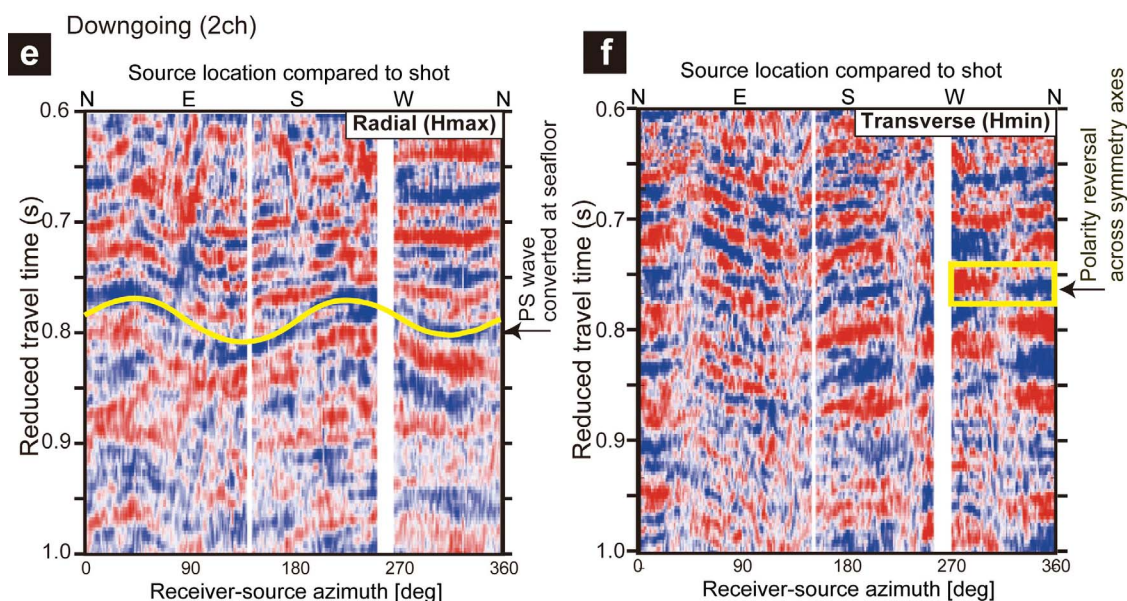 Downgoing (2ch)
e
Source location compared to shot
N E S W N
Radial (Hmax)
0.6
0.7
0.8
0.9
1.0
Reduced travel time (s)
PS wave
converted at seafloor
0 90 180 270 360
Receiver-source azimuth [deg]
f
Source location compared to shot
N E S W N
Transverse (Hmin)
0.6
0.7
0.8
0.9
1.0
Reduced travel time (s)
Polarity reversal
across symmetry axes
0 90 180 270 360
Receiver-source azimuth [deg]